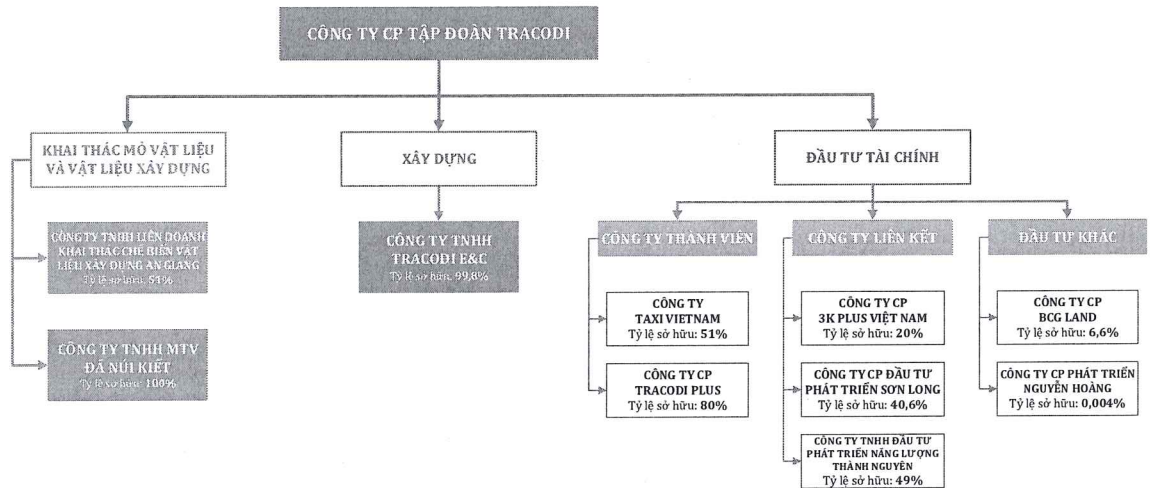 CÔNG TY CP TẬP ĐOÀN TRACODI
KHAI THÁC MỎ VẬT LIỆU
VÀ VẬT LIỆU XÂY DỰNG
XÂY DỰNG
ĐẦU TƯ TÀI CHÍNH
CÔNG TY TNHH LIÊN DOANH
KHAI THÁC CHẾ BIẾN VẬT
LIỆU XÂY DỰNG AN GIANG
Tỷ lệ sở hữu: 51%
CÔNG TY TNHH MTV
ĐÁ NÚI KIẾT
Tỷ lệ sở hữu: 100%
CÔNG TY TNHH
TRACODI E&C
Tỷ lệ sở hữu: 99,8%
CÔNG TY THÀNH VIÊN
CÔNG TY
TAXI VIETNAM
Tỷ lệ sở hữu: 51%
CÔNG TY CP
TRACODI PLUS
Tỷ lệ sở hữu: 80%
CÔNG TY LIÊN KẾT
CÔNG TY CP
3K PLUS VIỆT NAM
Tỷ lệ sở hữu: 20%
CÔNG TY CP ĐẦU TƯ
PHÁT TRIỂN SƠN LONG
Tỷ lệ sở hữu: 40,6%
CÔNG TY TNHH ĐẦU TƯ
PHÁT TRIỂN NĂNG LƯỢNG
THÀNH NGUYÊN
Tỷ lệ sở hữu: 49%
ĐẦU TƯ KHÁC
CÔNG TY CP
BCG LAND
Tỷ lệ sở hữu: 6,6%
CÔNG TY CP PHÁT TRIỂN
NGUYỄN HOÀNG
Tỷ lệ sở hữu: 0,004%